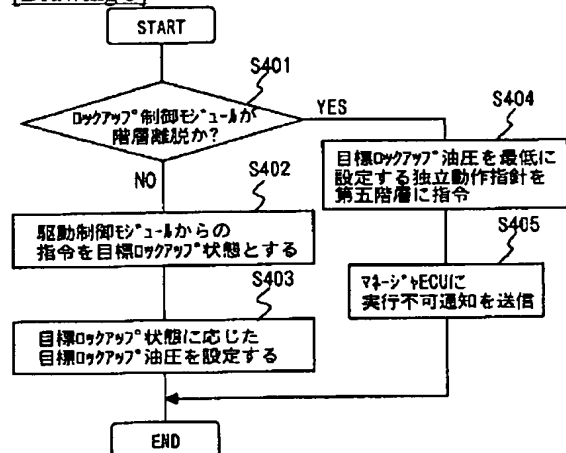 START
S401
ロックアップ制御モジュールが
階層離脱か?
YES
NO
S402
駆動制御モジュールからの
指令を目標ロックアップ状態とする
S403
目標ロックアップ状態に応じた
目標ロックアップ油圧を設定する
S404
目標ロックアップ油圧を最低に
設定する独立動作指針を
第五階層に指令
S405
マネージャECUに
実行不可通知を送信
END